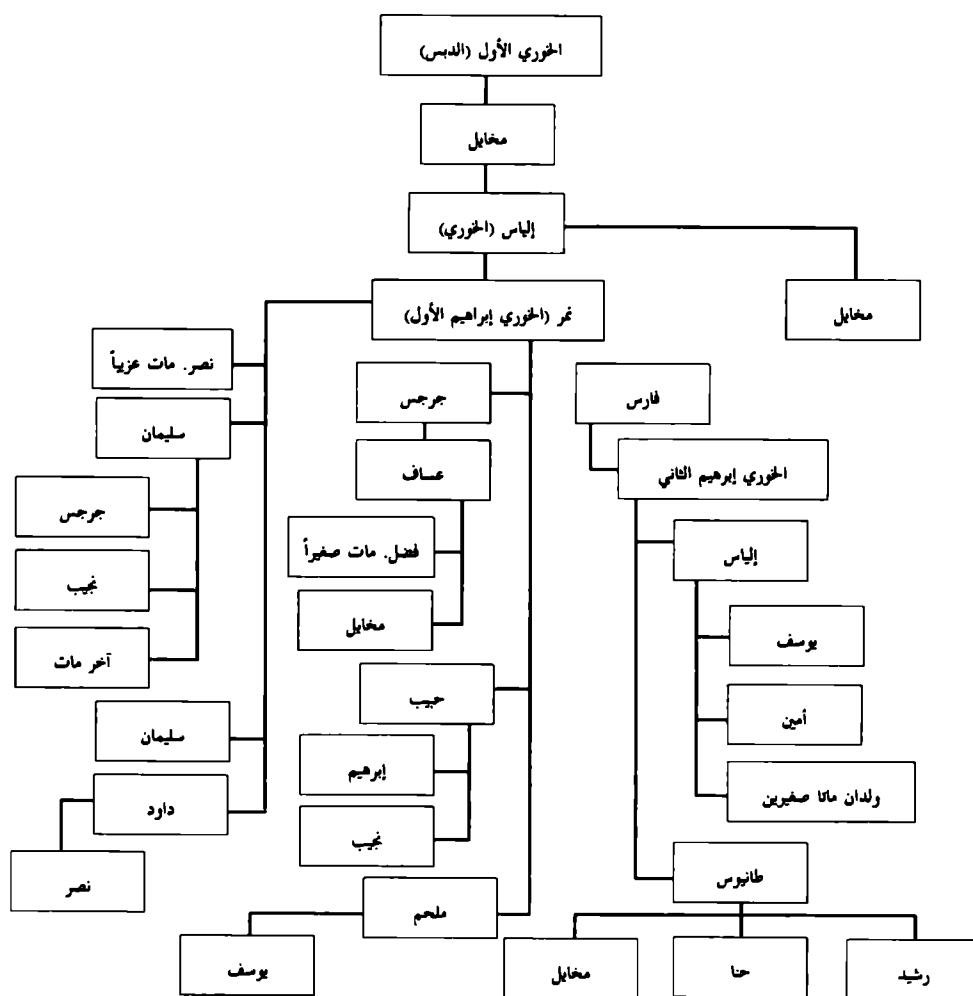 الخوري الأول (الدبس)
مخايل
إلياس (الخوري)
مخايل
نمر (الخوري إبراهيم الأول)
فارس
الخوري إبرهيم الثاني
إلياس
يوسف
أمين
ولدان ماتا صغيرين
طانيوس
رشيد
حنا
مخايل
جرجس
عساف
فضل. مات صغيراً
مخايل
حبيب
إبرهيم
نجيب
ملحم
يوسف
نصر. مات عزيباً
سليمان
جرجس
نجيب
آخر مات
سليمان
داود
نصر